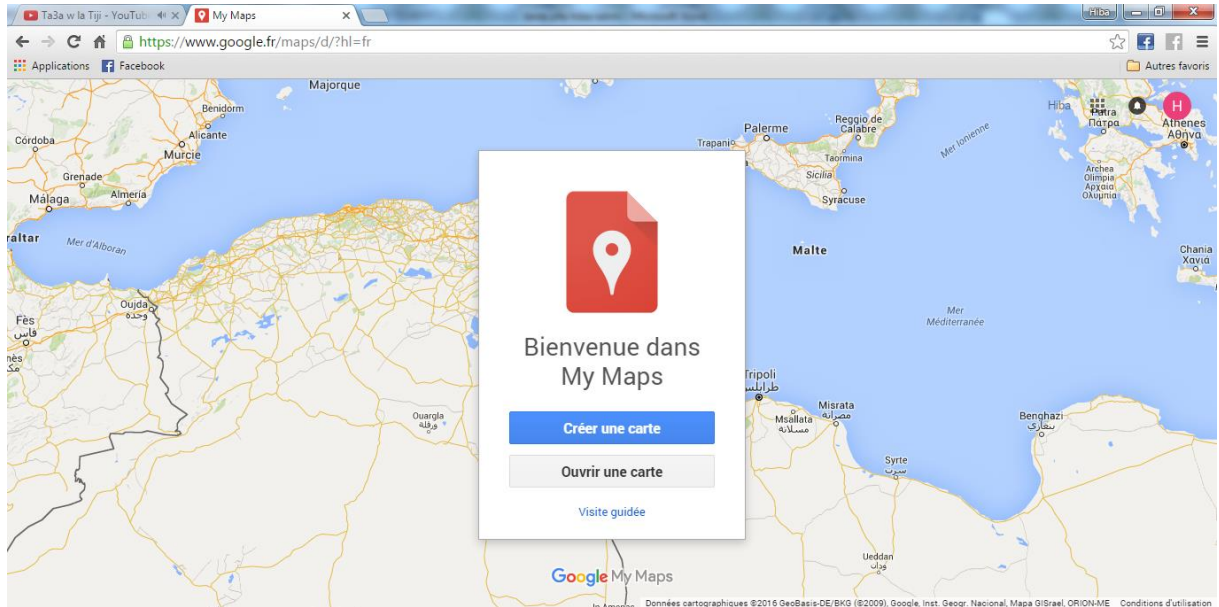 Ta3a w la Tiji - YouTub
My Maps
Hiba
https://www.google.fr/maps/d/?hl=fr
Applications
Facebook
Autres favoris
Majorque
Benidorm
Alicante
Córdoba
Murcie
Grenade
Almería
Málaga
raltar
Mer d'Alboran
Oujda
وجدة
Fès
فاس
Ouargla
ورقلة
Palerme
Trapani
Reggio de
Calabre
Taormina
Sicilia
Syracuse
Mer Ionienne
Hiba
H
Patra
Πάτρα
Athènes
Αθήνα
Archea
Olimpia
Αρχαία
Ολυμπία
Malte
Chania
Χανιά
Mer
Méditerranée
Bienvenue dans
My Maps
Créer une carte
Ouvrir une carte
Visite guidée
Tripoli
طرابلس
Misrata
مصراتة
Msallata
مسلاتة
Benghazi
بنغازي
Syrte
سرت
Ueddan
ودان
Google My Maps
In Amenas
Données cartographiques ©2016 GeoBasis-DE/BKG (©2009), Google, Inst. Geogr. Nacional, Mapa GISrael, ORION-ME
Conditions d'utilisation